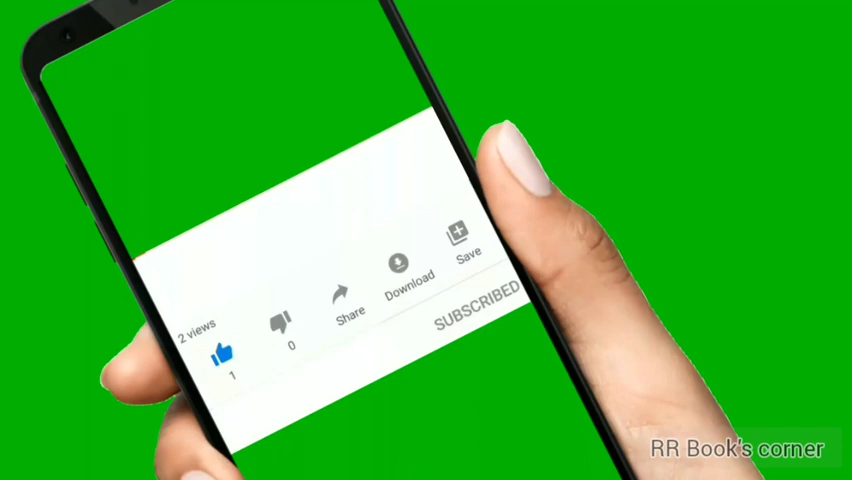 2 views
1
0
Share
Download
Save
SUBSCRIBED
RR Book's corner